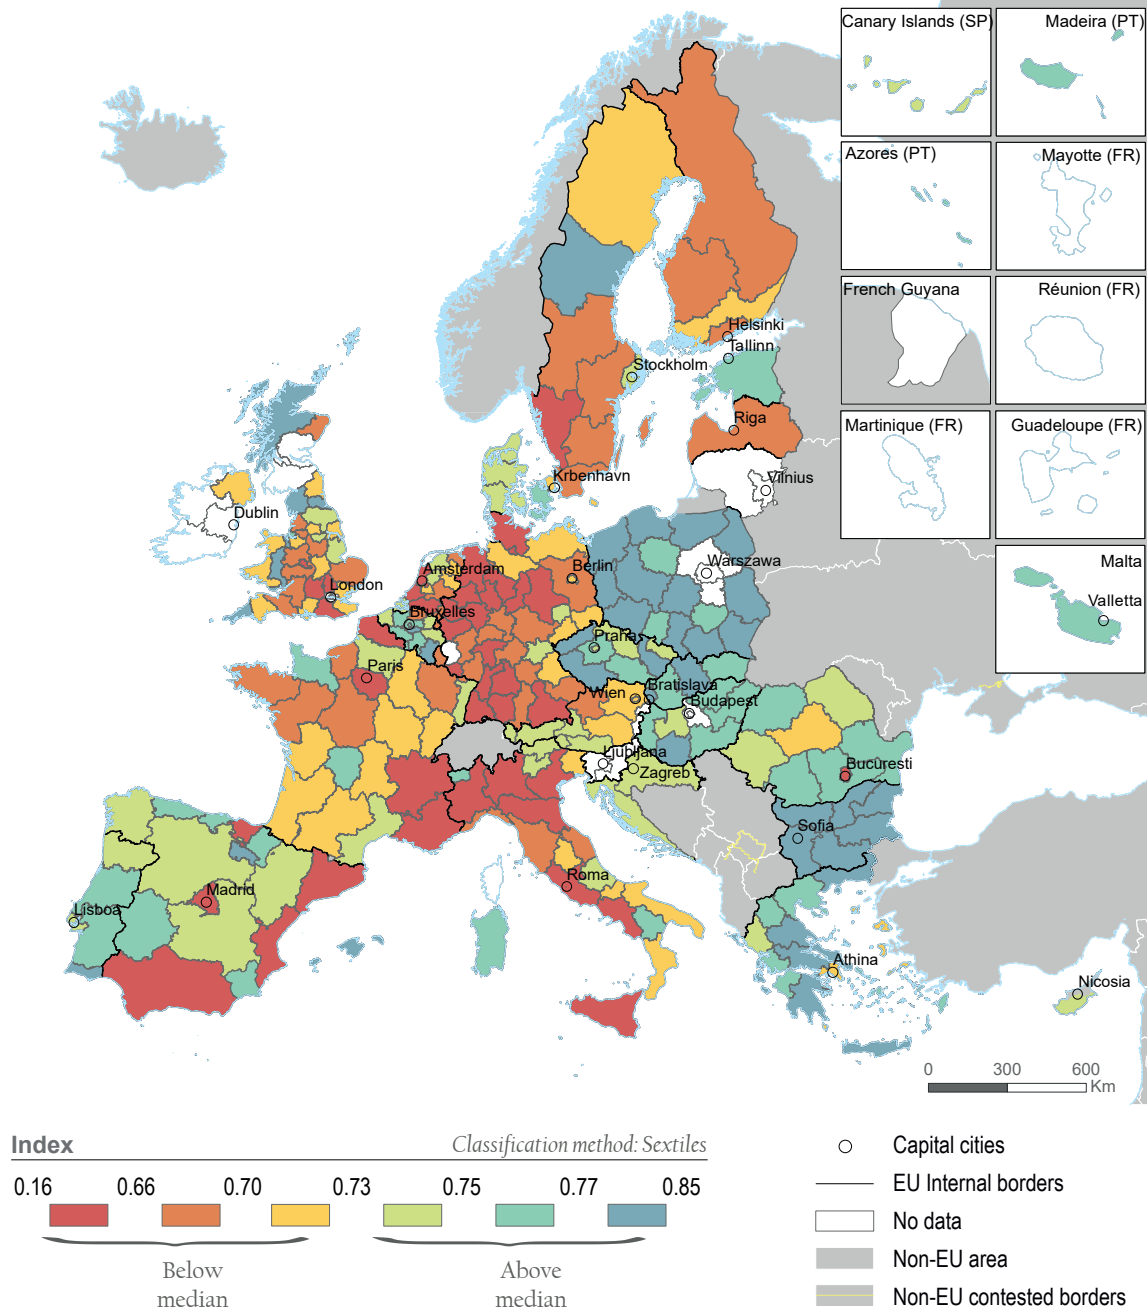 Canary Islands (SP)
Madeira (PT)
Azores (PT)
Mayotte (FR)
French Guyana
Réunion (FR)
Martinique (FR)
Guadeloupe (FR)
Malta
Valletta
Helsinki
Tallinn
Stockholm
Riga
Krbenhavn
Vilnius
Dublin
Warszawa
Berlin
Amsterdam
London
Bruxelles
Praha
Paris
Wien
Bratislava
Budapest
Ljubljana
Zagreb
Bucuresti
Sofia
Roma
Madrid
Lisboa
Athina
Nicosia
0 300 600
Km
Index
Classification method: Sextiles
0.16 0.66 0.70 0.73 0.75 0.77 0.85
Below
median
Above
median
Capital cities
EU Internal borders
No data
Non-EU area
Non-EU contested borders